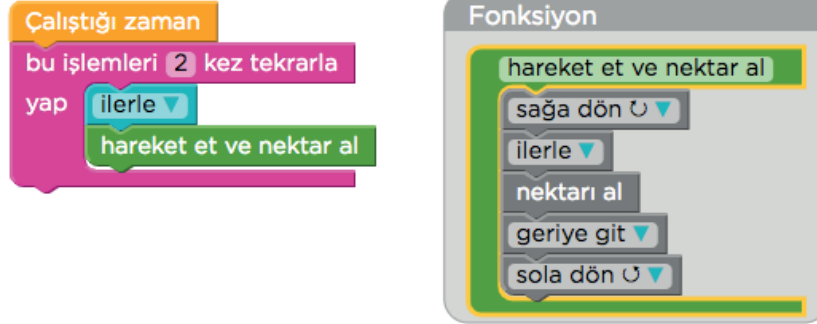 Çalıştığı zaman
bu işlemleri 2 kez tekrarla
yap ilerle
hareket et ve nektar al
Fonksiyon
hareket et ve nektar al
sağa dön ↻
ilerle
nektarı al
geriye git
sola dön ↺